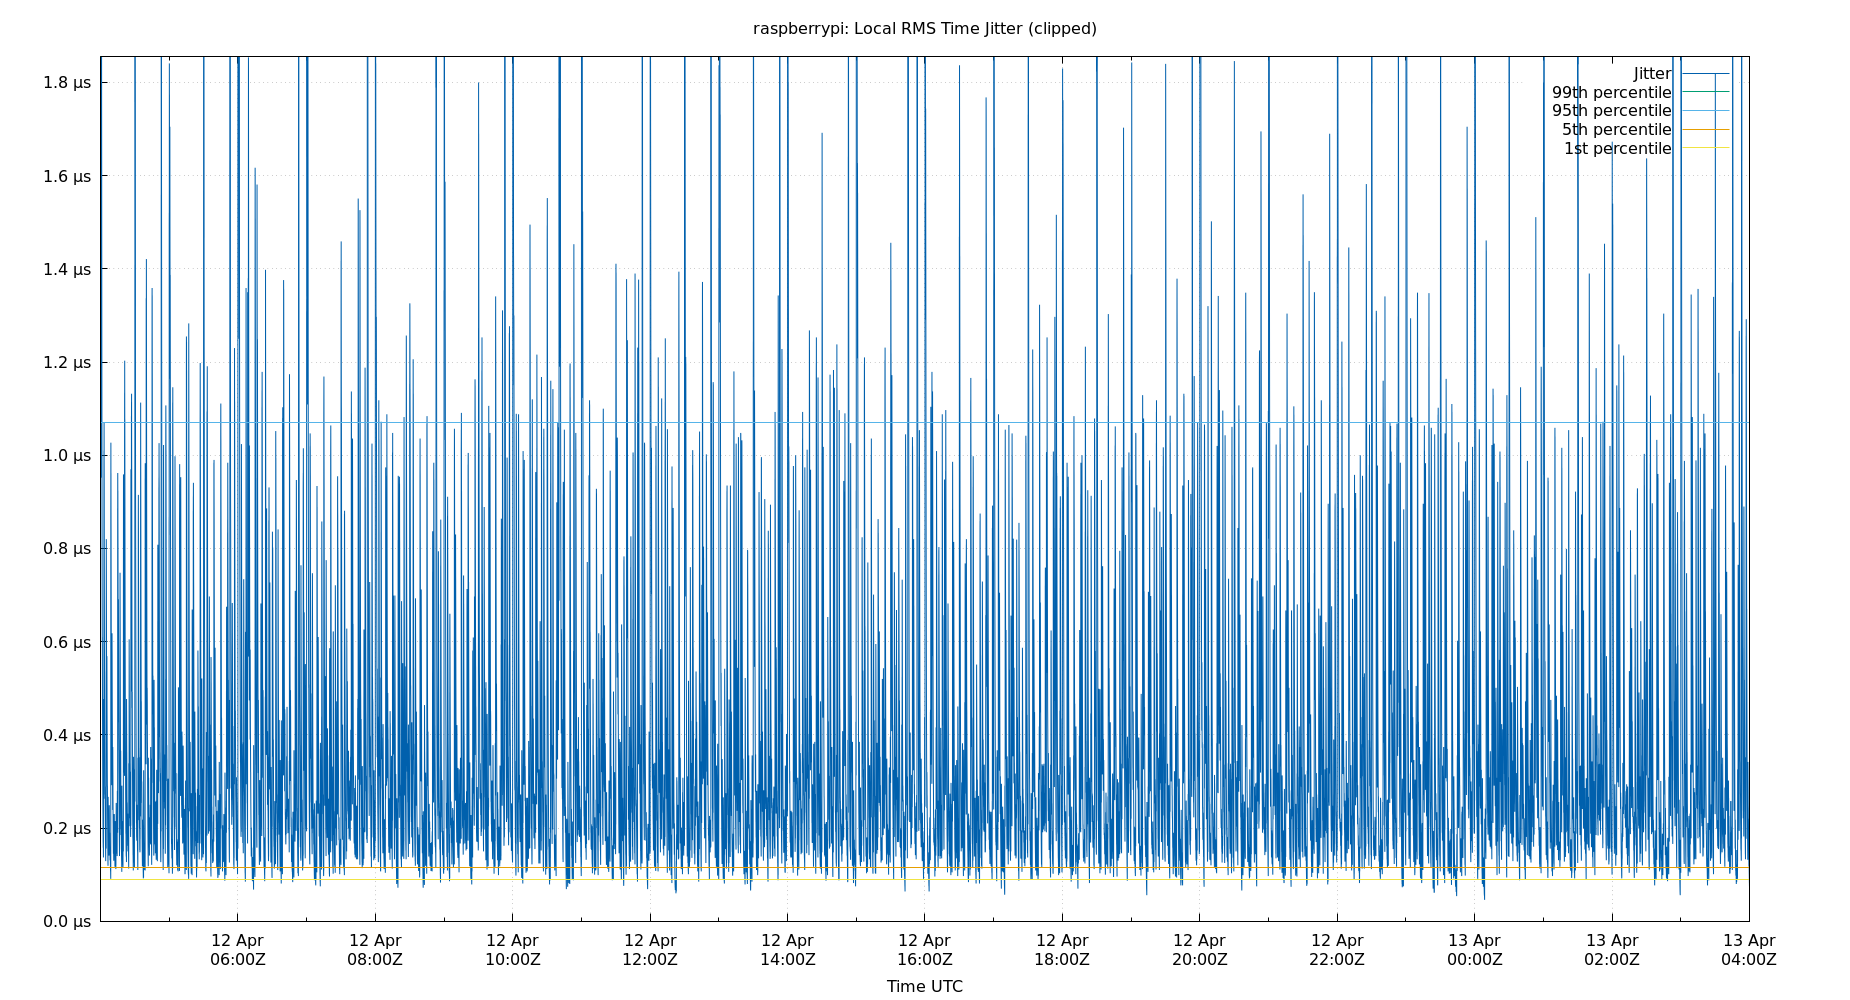 raspberrypi: Local RMS Time Jitter (clipped)
Jitter
99th percentile
95th percentile
5th percentile
1st percentile
1.8 µs
1.6 µs
1.4 µs
1.2 µs
1.0 µs
0.8 µs
0.6 µs
0.4 µs
0.2 µs
0.0 µs
12 Apr 12 Apr 12 Apr 12 Apr 12 Apr 12 Apr 12 Apr 12 Apr 12 Apr 13 Apr 13 Apr 13 Apr
06:00Z 08:00Z 10:00Z 12:00Z 14:00Z 16:00Z 18:00Z 20:00Z 22:00Z 00:00Z 02:00Z 04:00Z
Time UTC